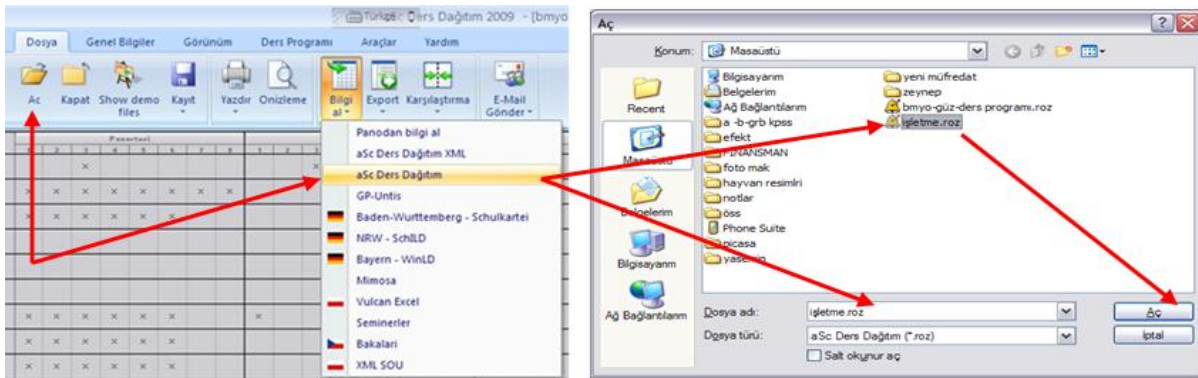 Türkçe
Ders Dağıtım 2009 - [bmyo
Dosya Genel Bilgiler Görünüm Ders Programı Araçlar Yardım
Ac Kapat Show demo files Kayıt Yazdır Onizleme Bilgi al Export Karşılaştırma E-Mail Gönder
Pazartesi
Panodan bilgi al
aSc Ders Dağıtım XML
aSc Ders Dağıtım
GP-Untis
Baden-Wurttemberg - Schulkartei
NRW - SchILD
Bayern - WinLD
Mimosa
Vulcan Excel
Seminerler
Bakalari
XML SOU
Aç
Konum: Masaüstü
Recent
Masaüstü
Belgelerim
Bilgisayarım
Ağ Bağlantılarım
Bilgisayarım
Belgelerim
Ağ Bağlantılarım
a -b-grb kpss
efekt
FINANSMAN
foto mak
hayvan resimlri
notlar
öss
Phone Suite
picasa
yasemin
yeni müfredat
zeynep
bmyo-güz-ders programı.roz
işletme.roz
Dosya adı: işletme.roz Aç
Dosya türü: aSc Ders Dağıtım (*.roz) İptal
Salt okunur aç